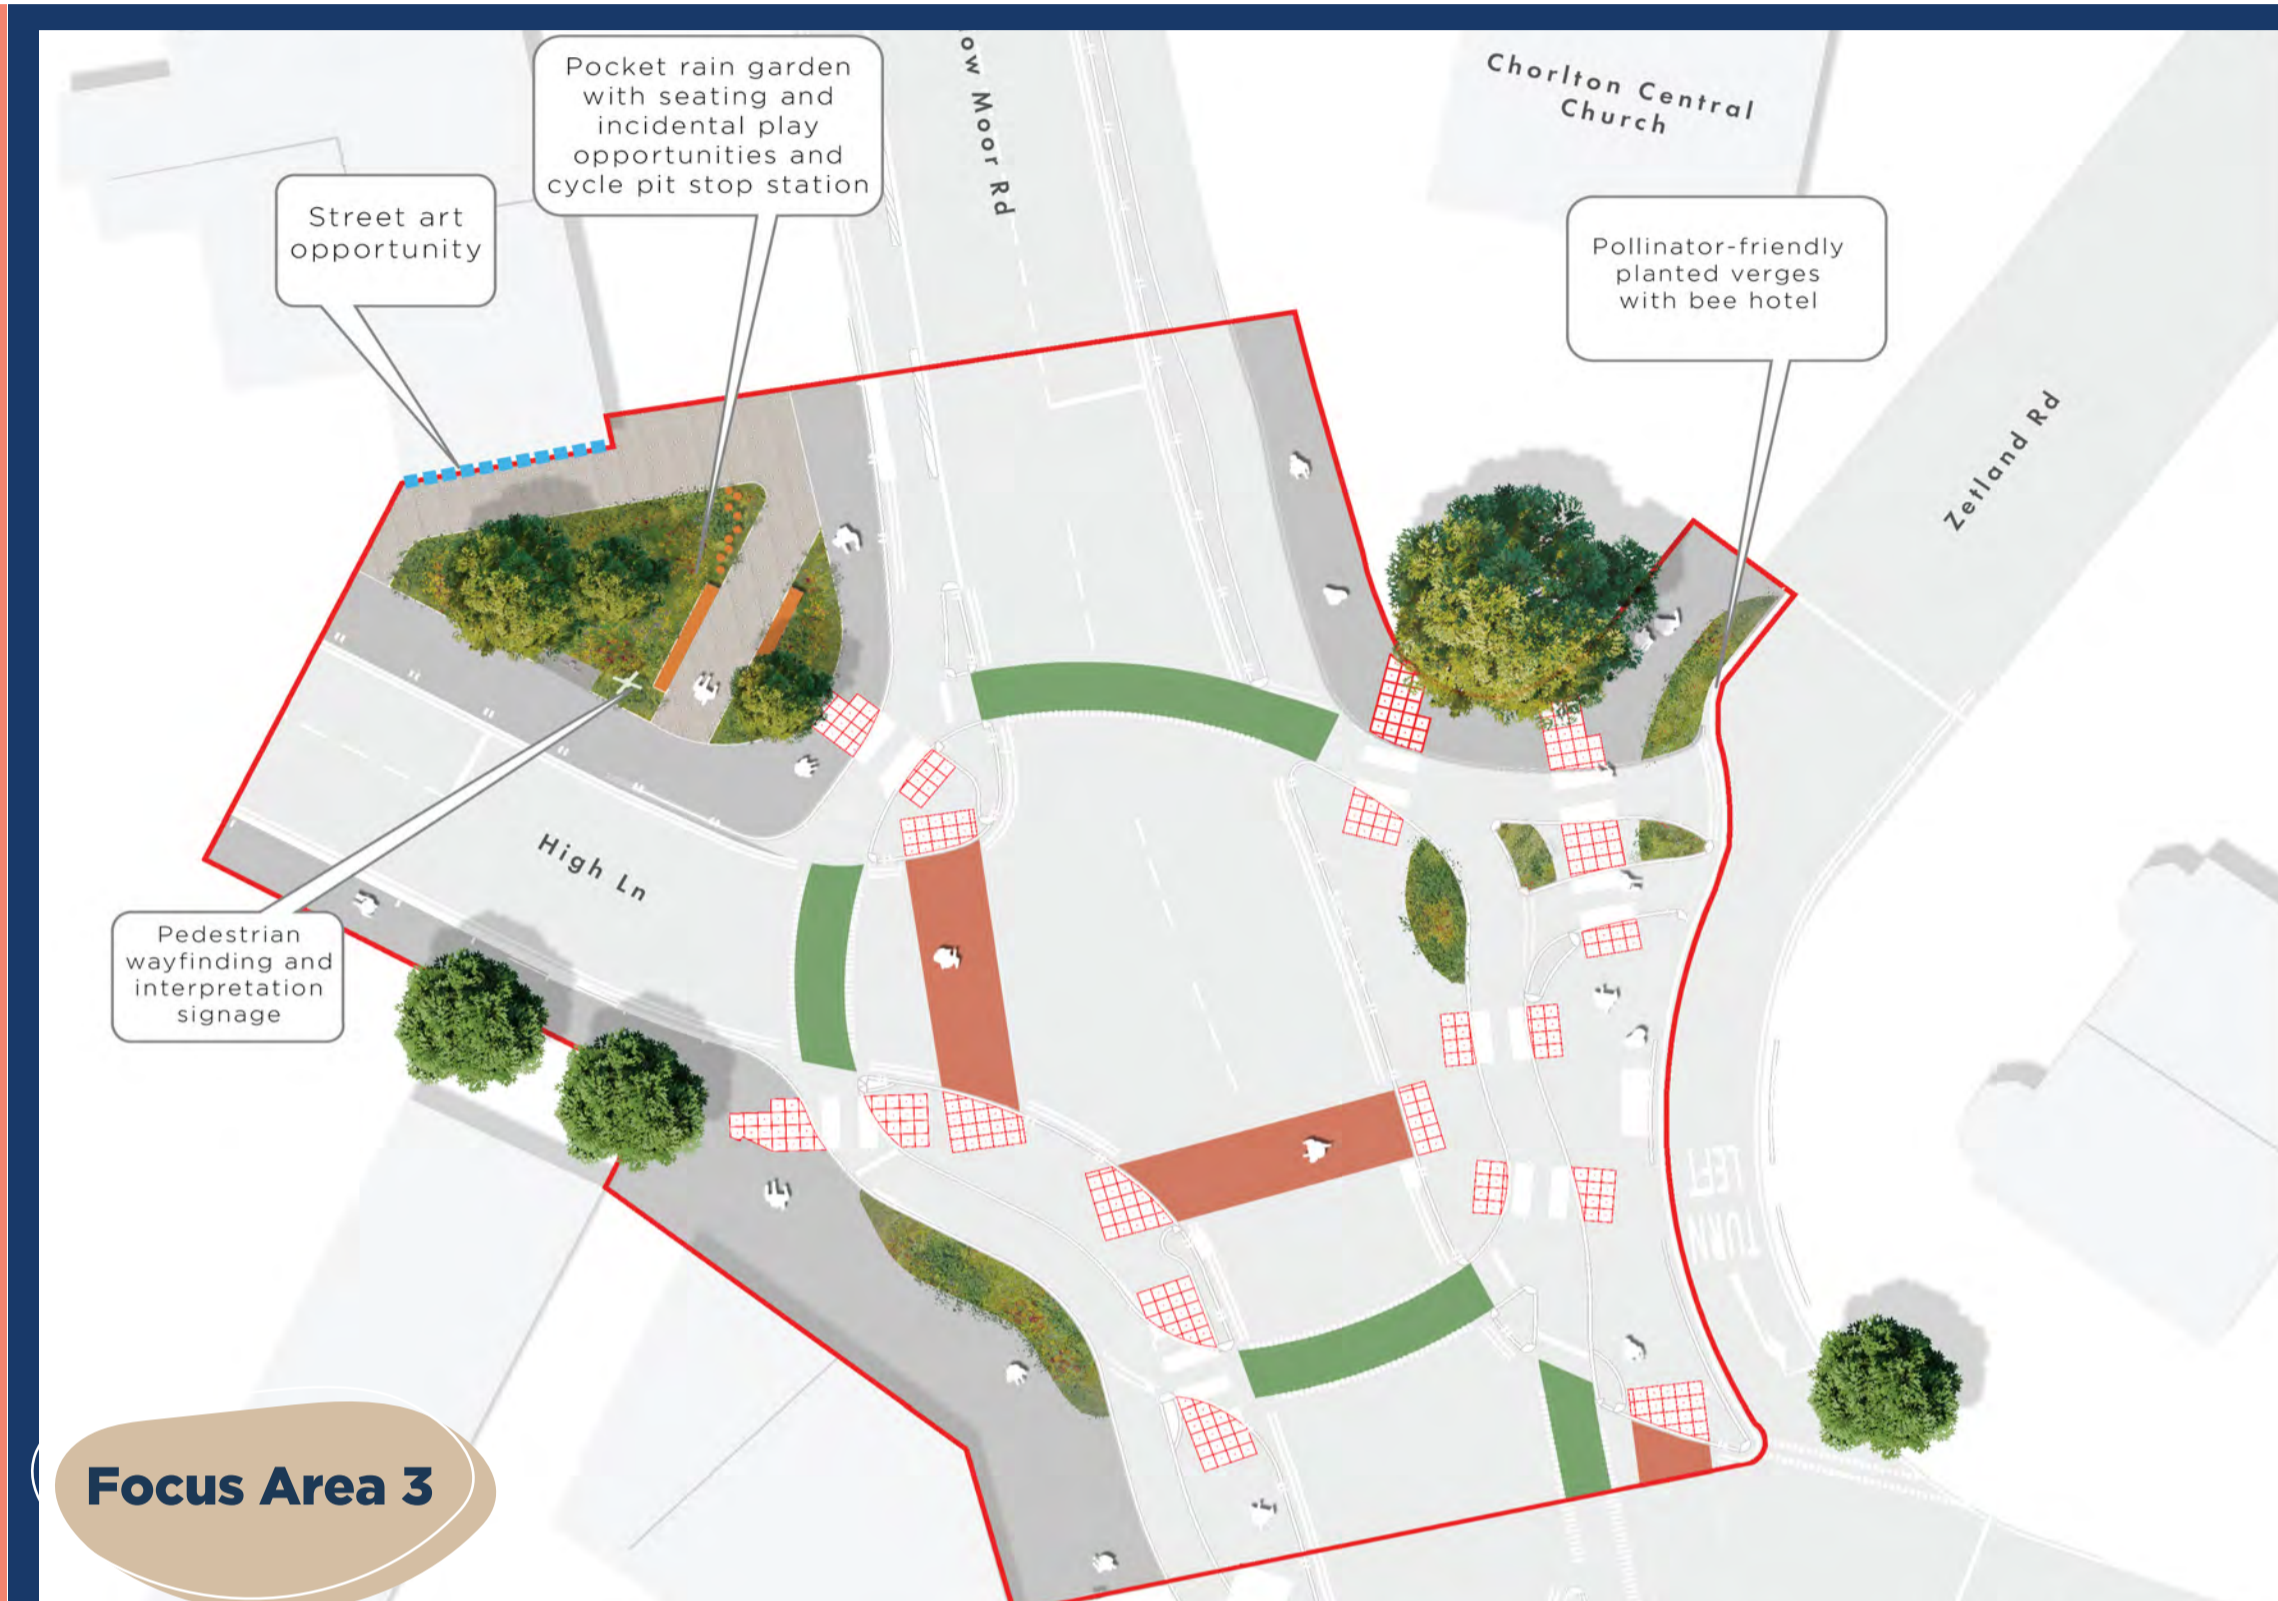 Pocket rain garden
with seating and
incidental play
opportunities and
cycle pit stop station
Street art
opportunity
ow Moor Rd
Chorlton Central
Church
Pollinator-friendly
planted verges
with bee hotel
Zetland Rd
High Ln
Pedestrian
wayfinding and
interpretation
signage
TURN
LEFT
Focus Area 3